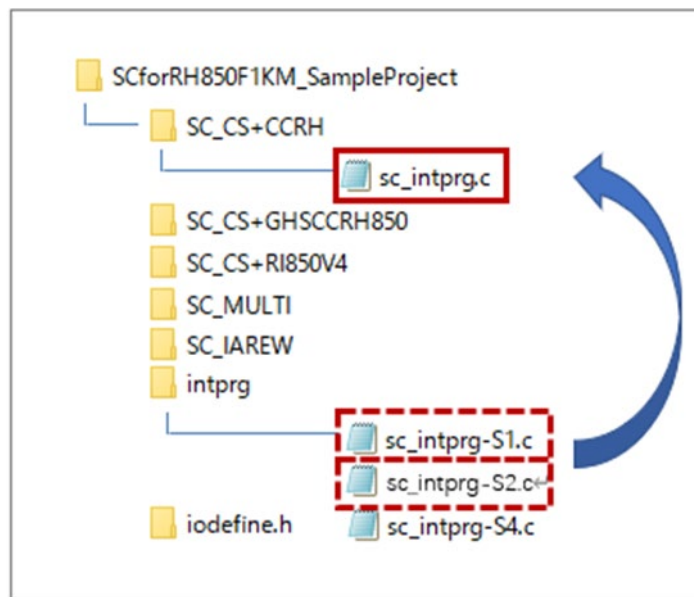 SCforRH850F1KM_SampleProject
SC_CS+CCRH
sc_intprg.c
SC_CS+GHSCCRH850
SC_CS+RI850V4
SC_MULTI
SC_IAREW
intprg
sc_intprg-S1.c
sc_intprg-S2.c↵
iodefine.h sc_intprg-S4.c